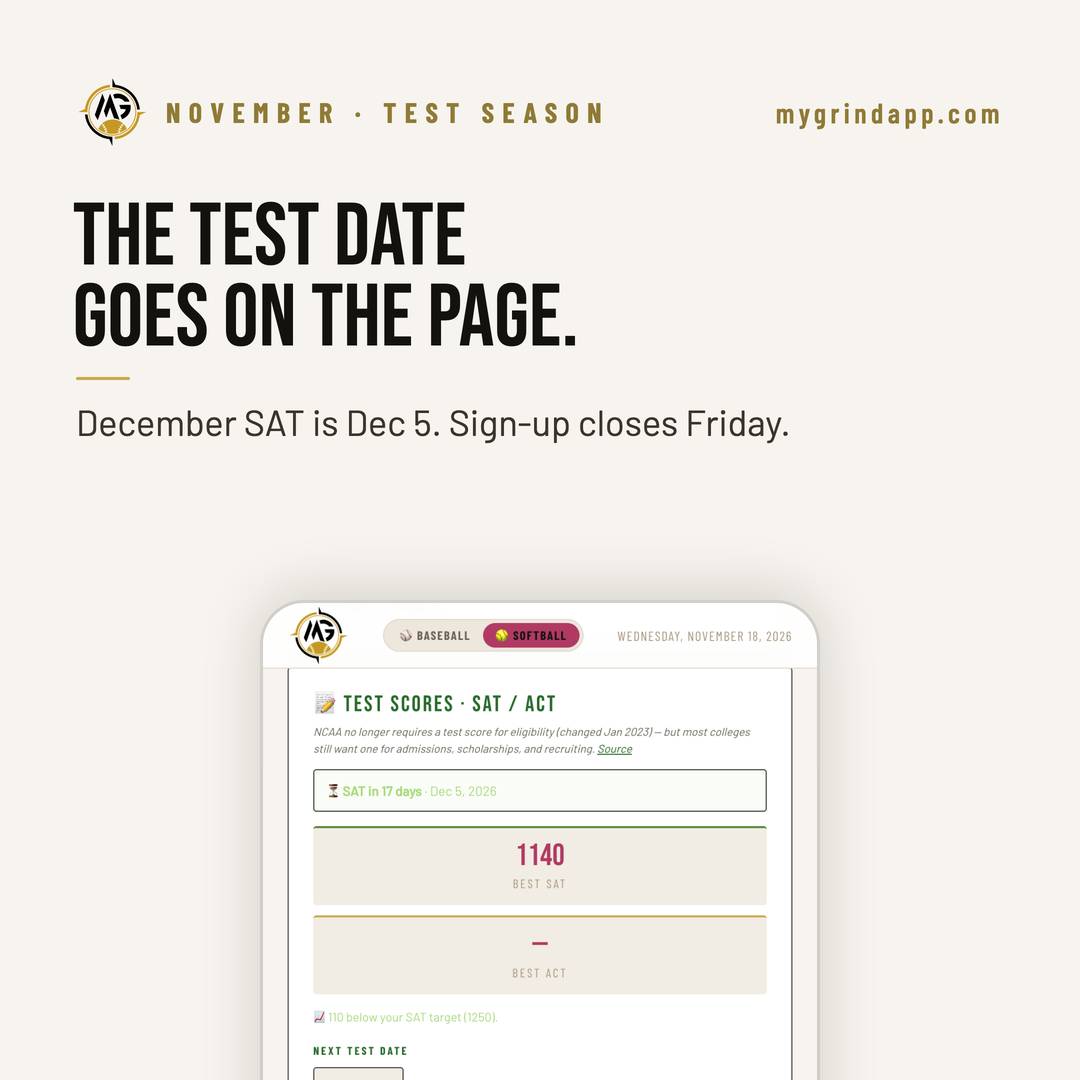 MG
NOVEMBER · TEST SEASON
mygrindapp.com
THE TEST DATE
GOES ON THE PAGE.
December SAT is Dec 5. Sign-up closes Friday.
MG
⚾ BASEBALL
🥎 SOFTBALL
WEDNESDAY, NOVEMBER 18, 2026
📝 TEST SCORES · SAT / ACT
NCAA no longer requires a test score for eligibility (changed Jan 2023) — but most colleges
still want one for admissions, scholarships, and recruiting. Source
⏳ SAT in 17 days · Dec 5, 2026
1140
BEST SAT
—
BEST ACT
📈 110 below your SAT target (1250).
NEXT TEST DATE